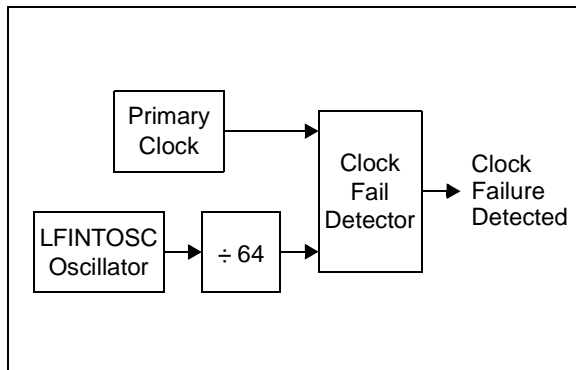 Primary
Clock
LFINTOSC
Oscillator
÷ 64
Clock
Fail
Detector
Clock
Failure
Detected